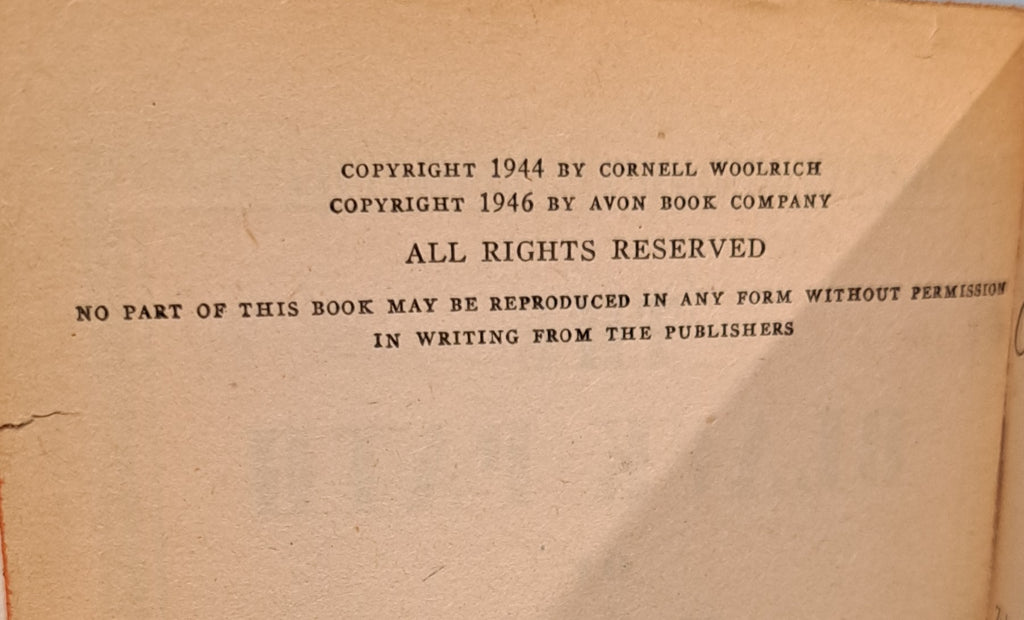 COPYRIGHT 1944 BY CORNELL WOOLRICH
COPYRIGHT 1946 BY AVON BOOK COMPANY
ALL RIGHTS RESERVED
NO PART OF THIS BOOK MAY BE REPRODUCED IN ANY FORM WITHOUT PERMISSION
IN WRITING FROM THE PUBLISHERS